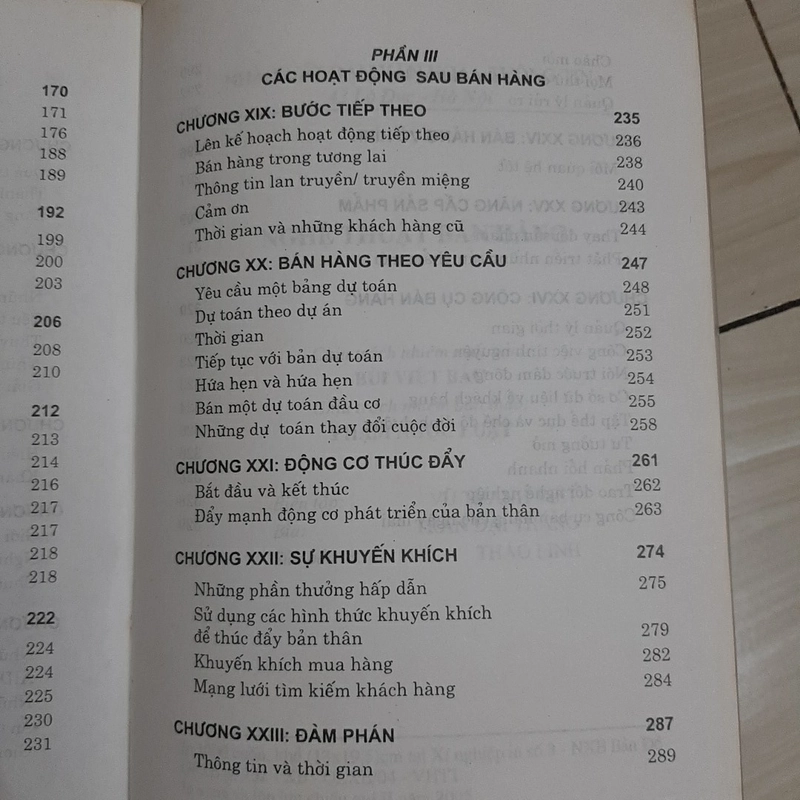 170
171
176
188
189
192
199
200
203
206
208
210
212
213
214
216
217
217
218
218
222
224
224
225
230
231
PHẦN III
CÁC HOẠT ĐỘNG SAU BÁN HÀNG
CHƯƠNG XIX: BƯỚC TIẾP THEO 235
Lên kế hoạch hoạt động tiếp theo 236
Bán hàng trong tương lai 238
Thông tin lan truyền/ truyền miệng 240
Cảm ơn 243
Thời gian và những khách hàng cũ 244
CHƯƠNG XX: BÁN HÀNG THEO YÊU CẦU 247
Yêu cầu một bảng dự toán 248
Dự toán theo dự án 251
Thời gian 252
Tiếp tục với bản dự toán 253
Hứa hẹn và hứa hẹn 254
Bán một dự toán đầu cơ 255
Những dự toán thay đổi cuộc đời 258
CHƯƠNG XXI: ĐỘNG CƠ THÚC ĐẨY 261
Bắt đầu và kết thúc 262
Đẩy mạnh động cơ phát triển của bản thân 263
CHƯƠNG XXII: SỰ KHUYẾN KHÍCH 274
Những phần thưởng hấp dẫn 275
Sử dụng các hình thức khuyến khích
để thúc đẩy bản thân 279
Khuyến khích mua hàng 282
Mạng lưới tìm kiếm khách hàng 284
CHƯƠNG XXIII: ĐÀM PHÁN 287
Thông tin và thời gian 289